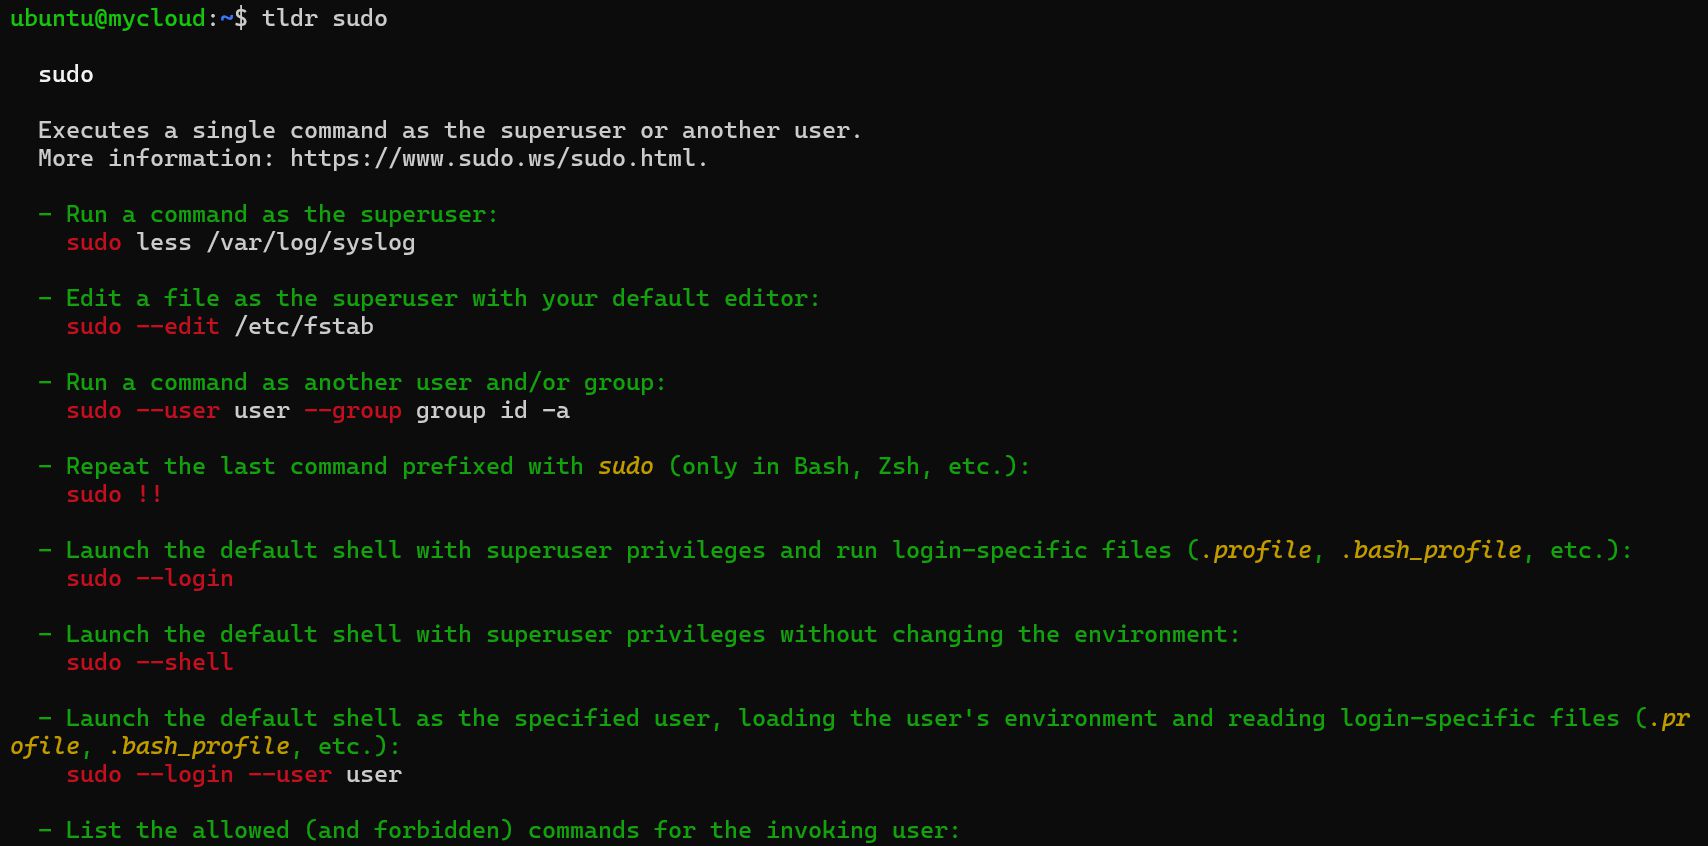 ubuntu@mycloud:~$ tldr sudo
sudo
Executes a single command as the superuser or another user.
More information: https://www.sudo.ws/sudo.html.
- Run a command as the superuser:
sudo less /var/log/syslog
- Edit a file as the superuser with your default editor:
sudo --edit /etc/fstab
- Run a command as another user and/or group:
sudo --user user --group group id -a
- Repeat the last command prefixed with sudo (only in Bash, Zsh, etc.):
sudo !!
- Launch the default shell with superuser privileges and run login-specific files (.profile, .bash_profile, etc.):
sudo --login
- Launch the default shell with superuser privileges without changing the environment:
sudo --shell
- Launch the default shell as the specified user, loading the user's environment and reading login-specific files (.pr
ofile, .bash_profile, etc.):
sudo --login --user user
- List the allowed (and forbidden) commands for the invoking user: